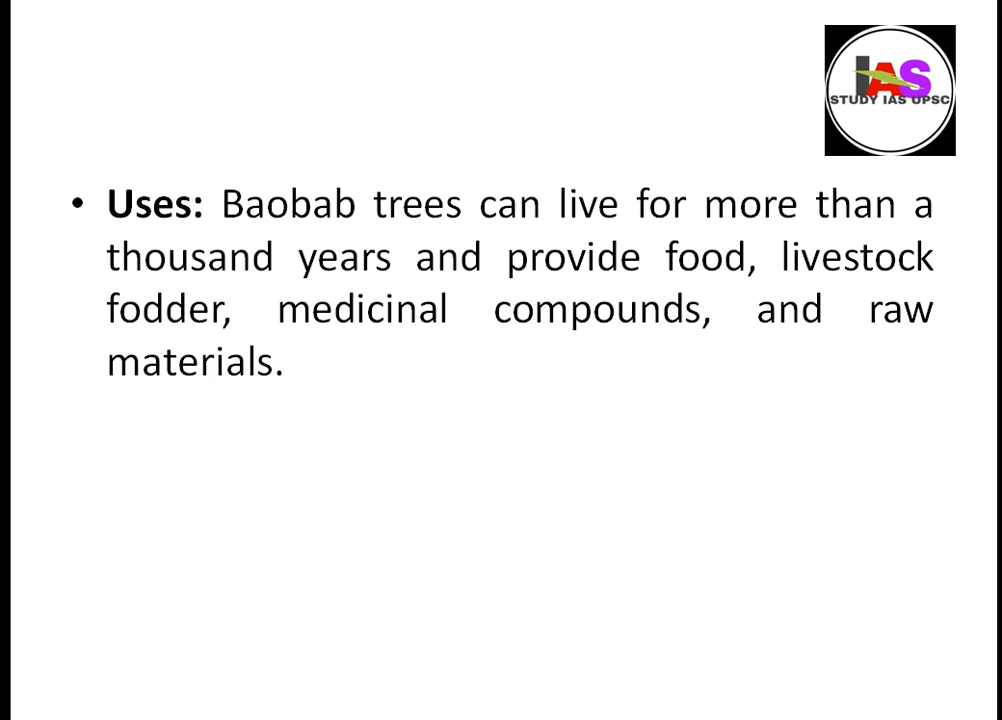 IAS
STUDY IAS UPSC
• Uses: Baobab trees can live for more than a
thousand years and provide food, livestock
fodder, medicinal compounds, and raw
materials.